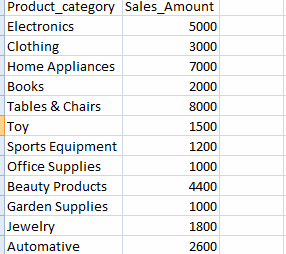 Product_category Sales_Amount
Electronics 5000
Clothing 3000
Home Appliances 7000
Books 2000
Tables & Chairs 8000
Toy 1500
Sports Equipment 1200
Office Supplies 1000
Beauty Products 4400
Garden Supplies 1000
Jewelry 1800
Automative 2600